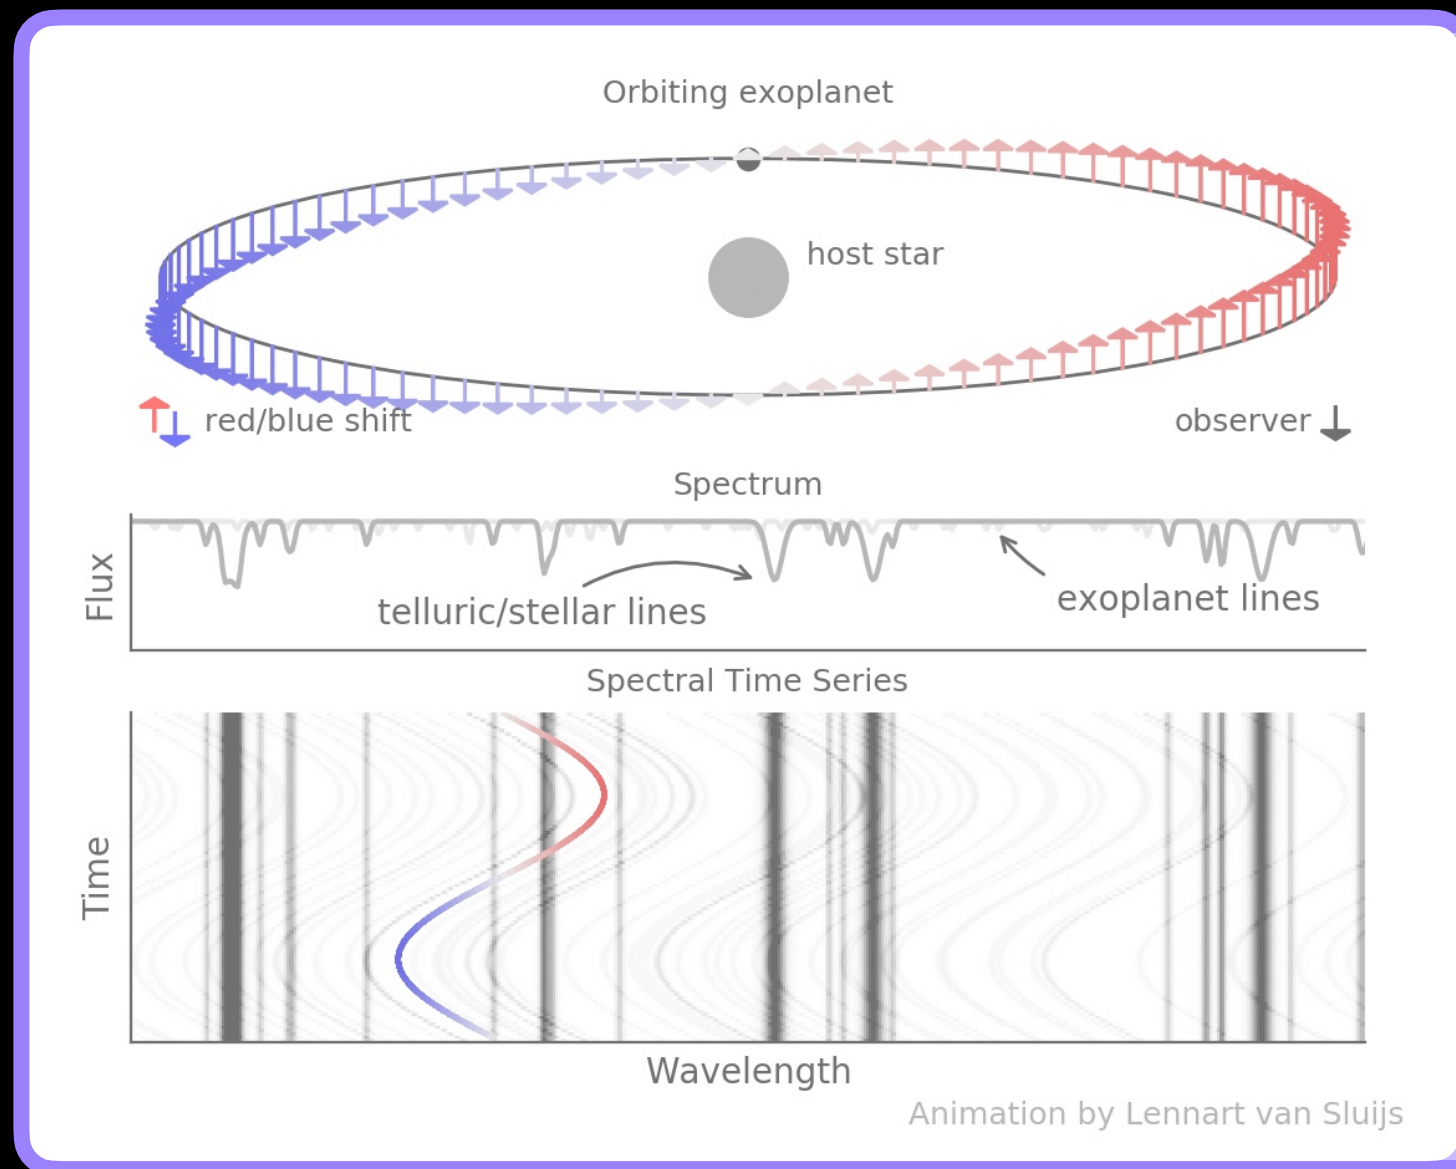 Orbiting exoplanet
host star
red/blue shift
observer
Spectrum
Flux
telluric/stellar lines
exoplanet lines
Spectral Time Series
Time
Wavelength
Animation by Lennart van Sluijs